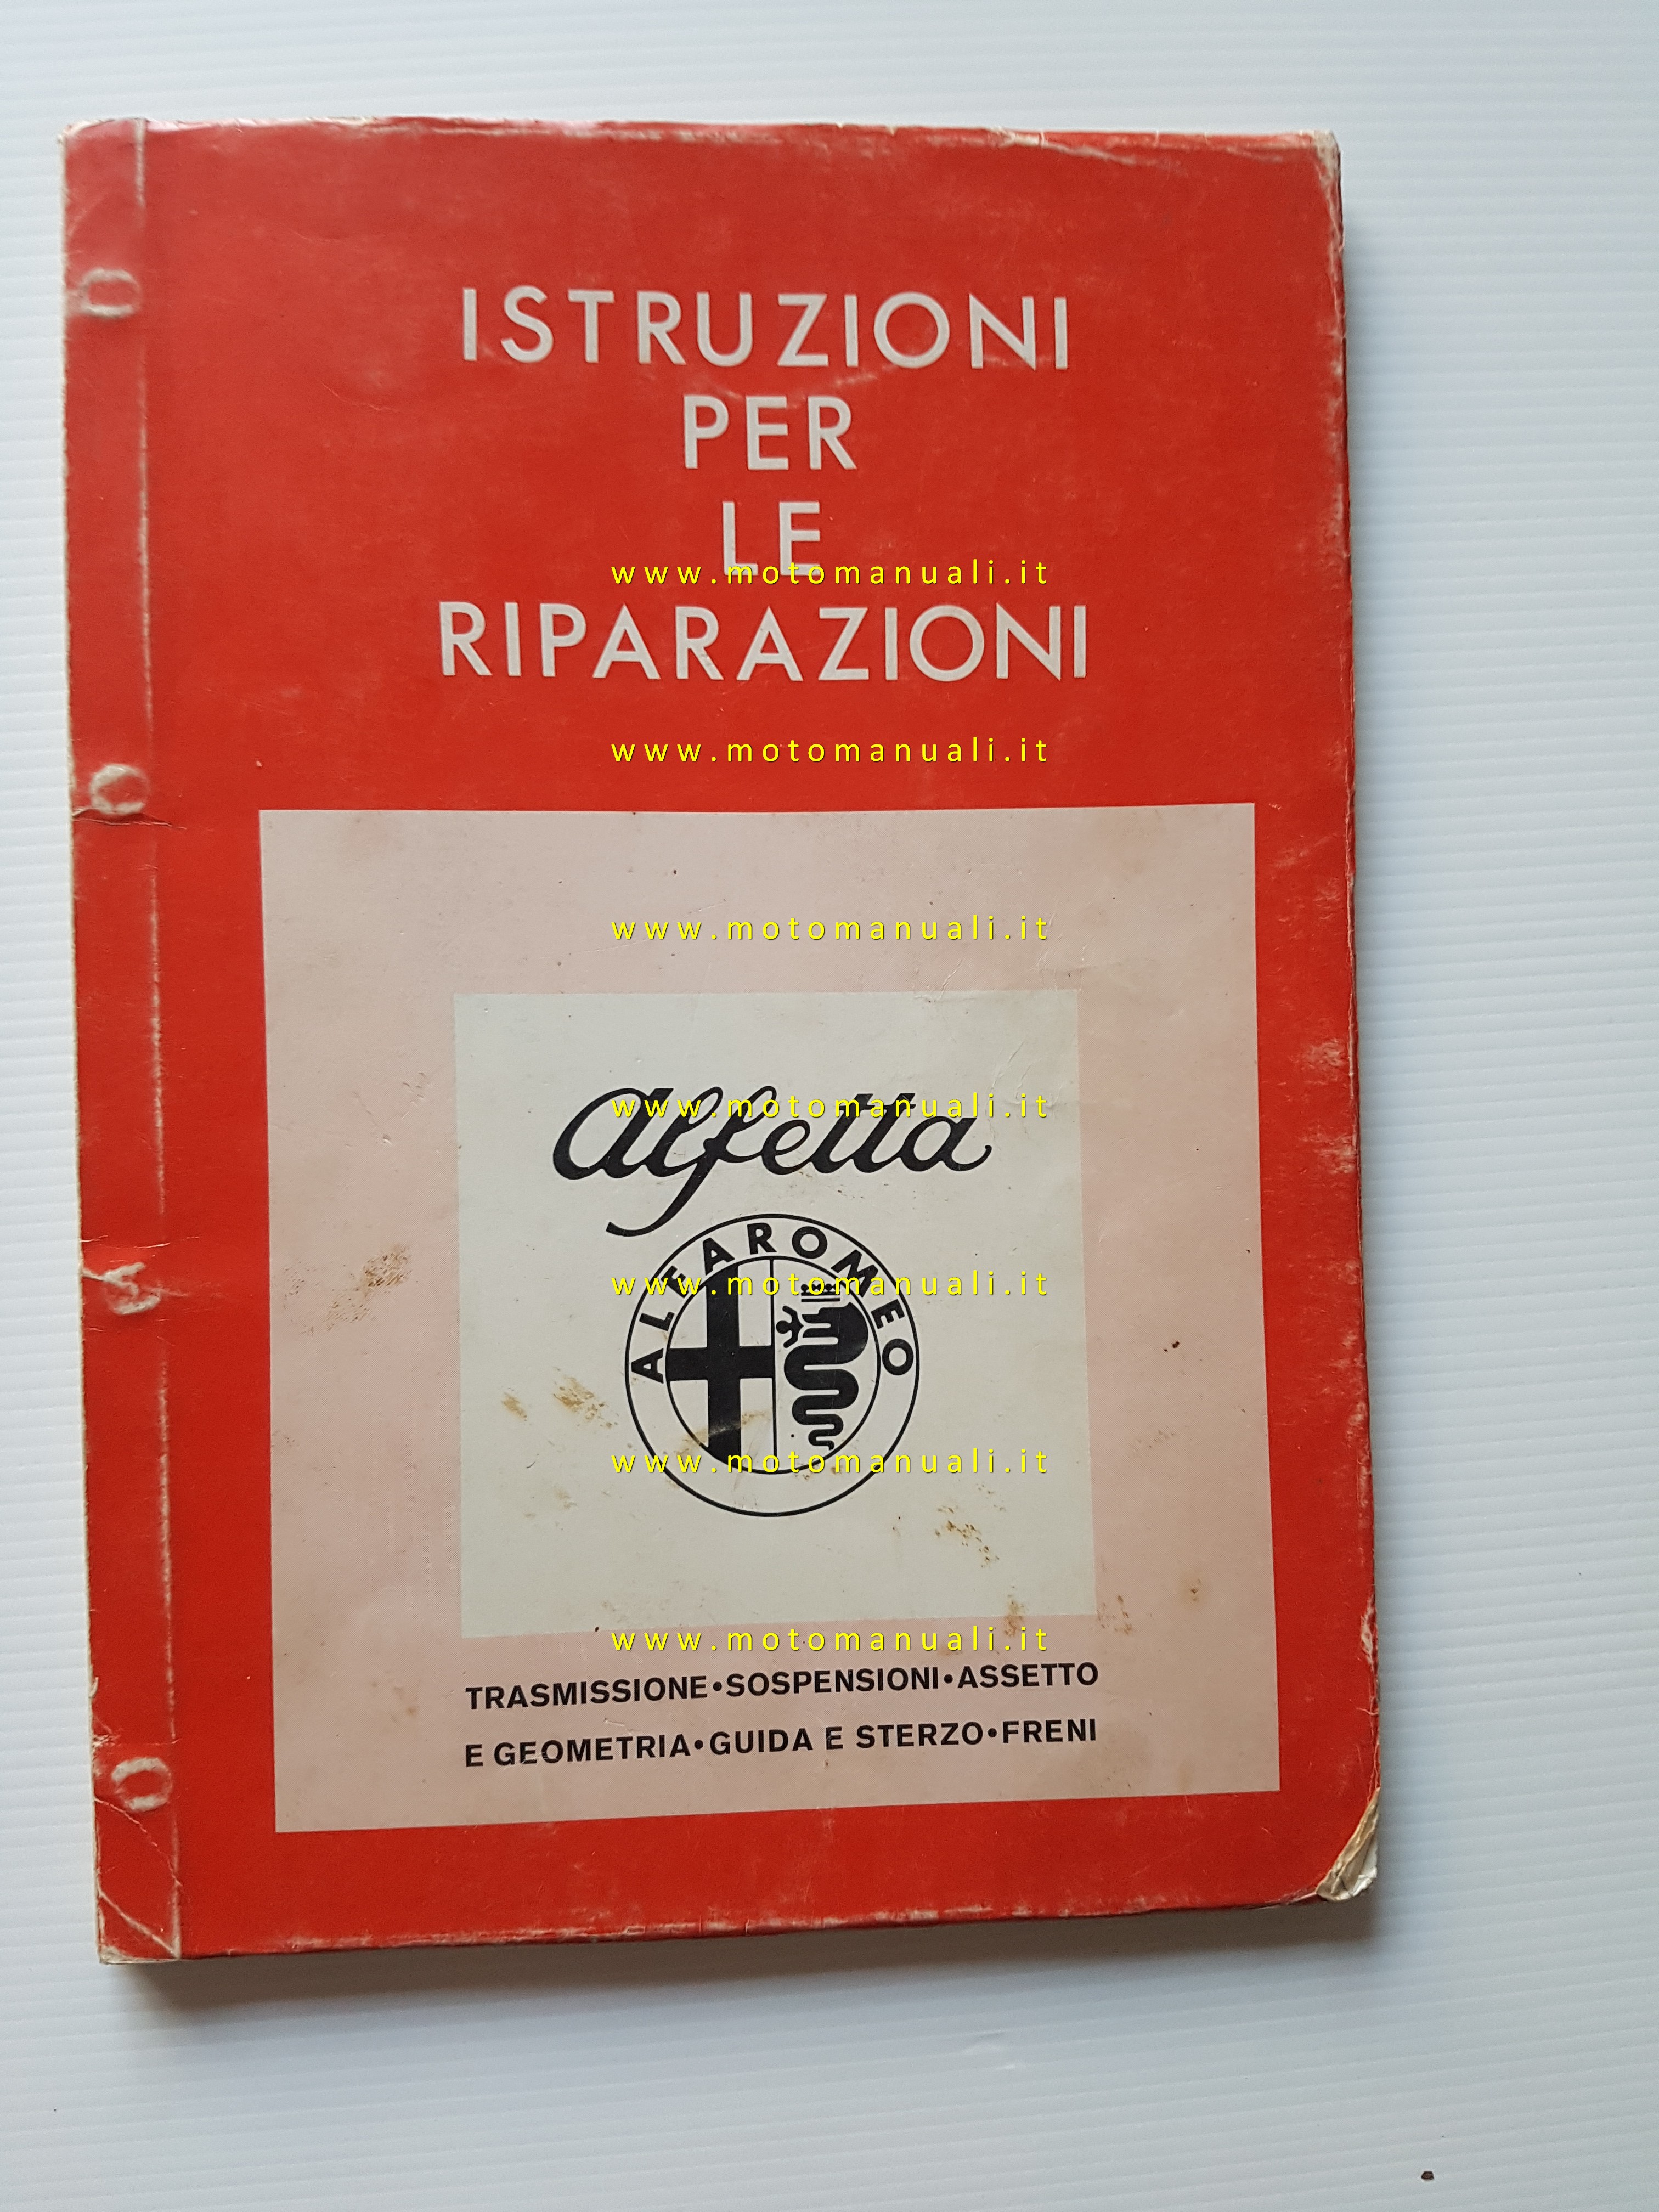 ISTRUZIONI
PER
LE
www.motomanuali.it
RIPARAZIONI
www.motomanuali.it
www.motomanuali.it
Alfetta
www.motomanuali.it
ALFA ROMEO
www.motomanuali.it
www.motomanuali.it
www.motomanuali.it
TRASMISSIONE•SOSPENSIONI•ASSETTO
E GEOMETRIA•GUIDA E STERZO•FRENI